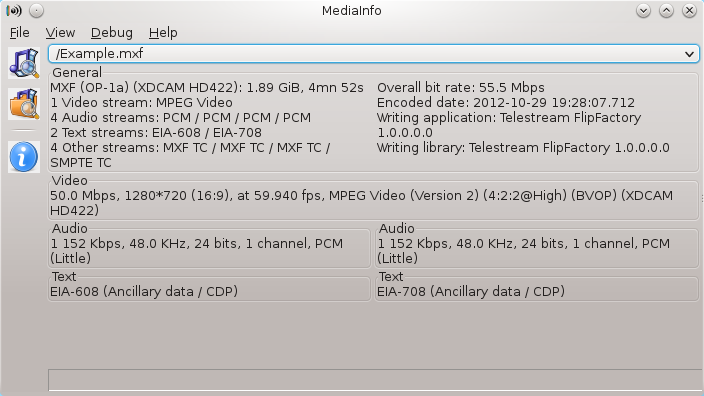 MediaInfo
File View Debug Help
/Example.mxf
General
MXF (OP-1a) (XDCAM HD422): 1.89 GiB, 4mn 52s
1 Video stream: MPEG Video
4 Audio streams: PCM / PCM / PCM / PCM
2 Text streams: EIA-608 / EIA-708
4 Other streams: MXF TC / MXF TC / MXF TC /
SMPTE TC
Overall bit rate: 55.5 Mbps
Encoded date: 2012-10-29 19:28:07.712
Writing application: Telestream FlipFactory
1.0.0.0.0
Writing library: Telestream FlipFactory 1.0.0.0.0
Video
50.0 Mbps, 1280*720 (16:9), at 59.940 fps, MPEG Video (Version 2) (4:2:2@High) (BVOP) (XDCAM
HD422)
Audio
1 152 Kbps, 48.0 KHz, 24 bits, 1 channel, PCM
(Little)
Audio
1 152 Kbps, 48.0 KHz, 24 bits, 1 channel, PCM
(Little)
Text
EIA-608 (Ancillary data / CDP)
Text
EIA-708 (Ancillary data / CDP)